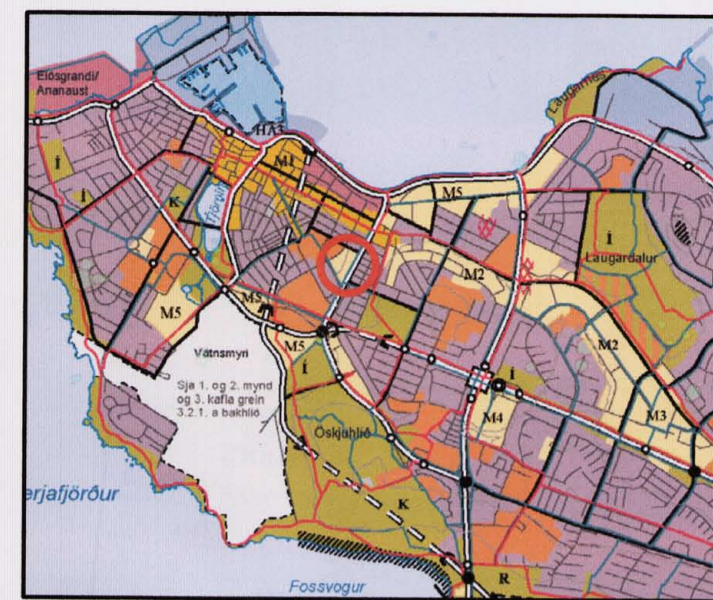 Eiðsgrandi/
Ánanaust
HA3
Laugarnes
M1
Í
Í
K
Tjörnin
M5
Í
Laugardalur
M2
M5
M5
M5
M2
Vatnsmýri
Í
Í
Sjá 1. og 2. mynd
og 3. kafla grein
3.2.1. á bakhlið
M4
M3
Öskjuhlíð
erjafjörður
K
Fossvogur
R